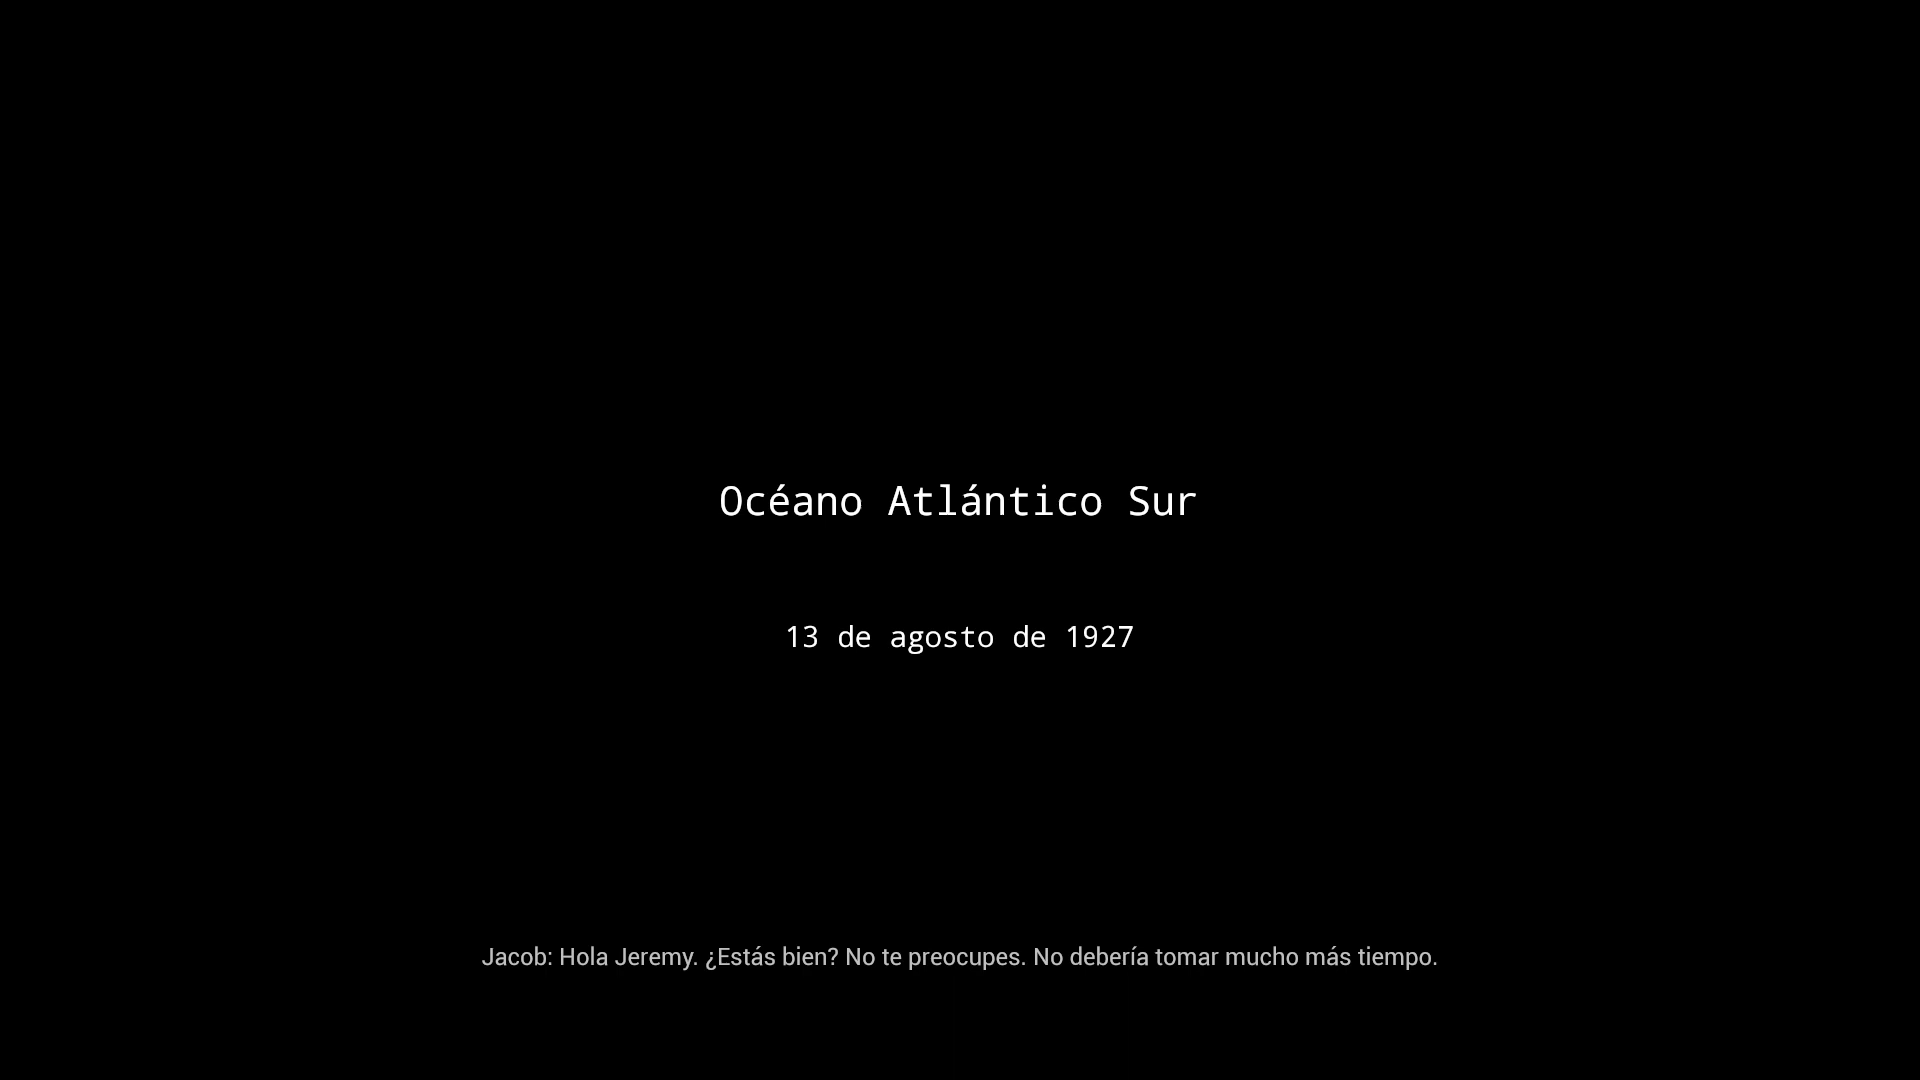 Océano Atlántico Sur
13 de agosto de 1927
Jacob: Hola Jeremy. ¿Estás bien? No te preocupes. No debería tomar mucho más tiempo.